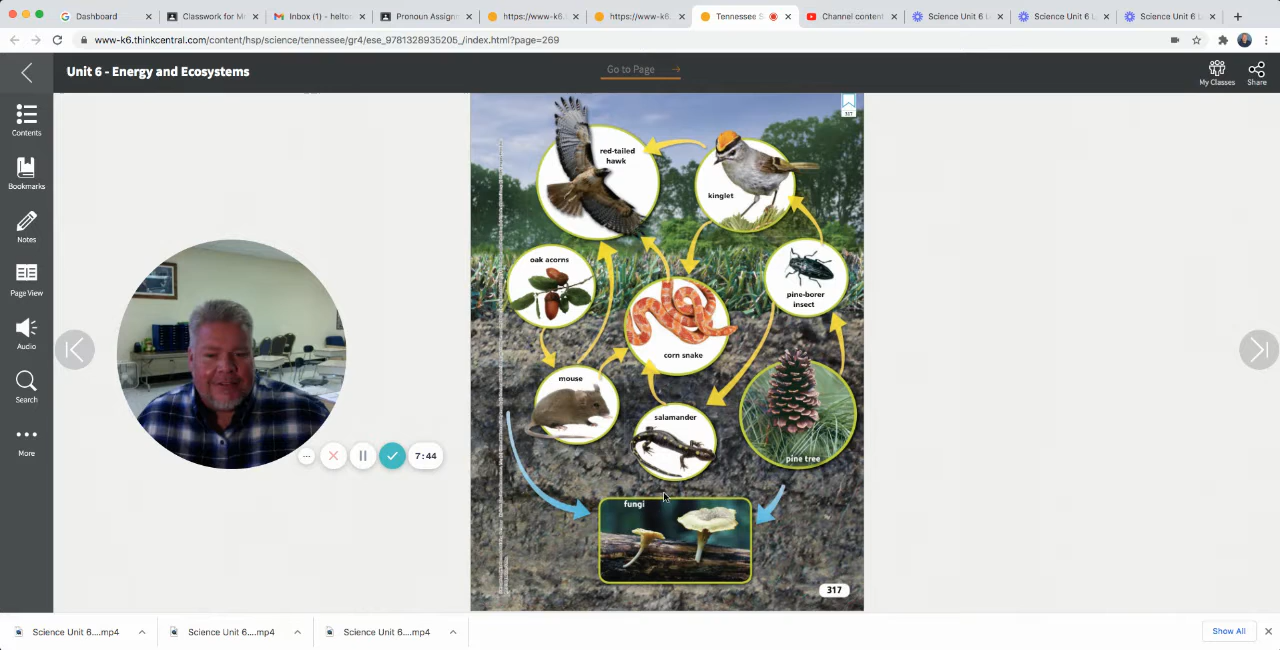 Dashboard
Classwork for M
Inbox (1) - helton
Pronoun Assignm
https://www-k6.
https://www-k6.
Tennessee S
Channel content
Science Unit 6 L
Science Unit 6 L
Science Unit 6 L
www-k6.thinkcentral.com/content/hsp/science/tennessee/gr4/ese_9781328935205_/index.html?page=269
Unit 6 - Energy and Ecosystems
Go to Page
My Classes
Share
Contents
Bookmarks
Notes
Page View
Audio
Search
More
317
red-tailed
hawk
kinglet
oak acorns
pine-borer
insect
corn snake
mouse
salamander
pine tree
fungi
317
7:44
Science Unit 6....mp4
Science Unit 6....mp4
Science Unit 6....mp4
Show All